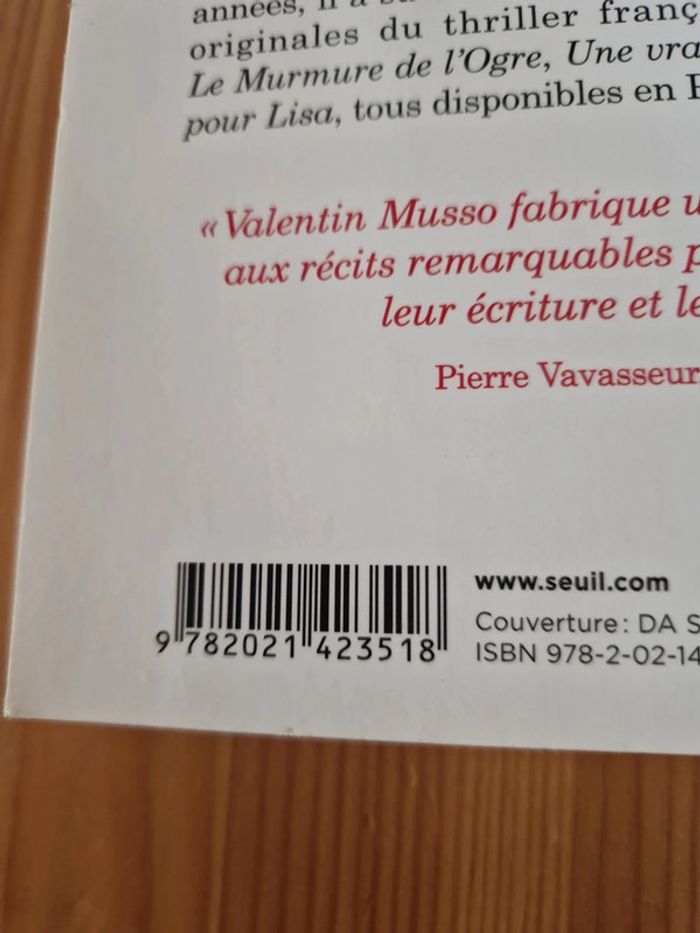 années, il a su
originales du thriller franç
Le Murmure de l'Ogre, Une vra
pour Lisa, tous disponibles en
« Valentin Musso fabrique u
aux récits remarquables p
leur écriture et le
Pierre Vavasseur,
www.seuil.com
Couverture : DA S
9 782021 423518
ISBN 978-2-02-14